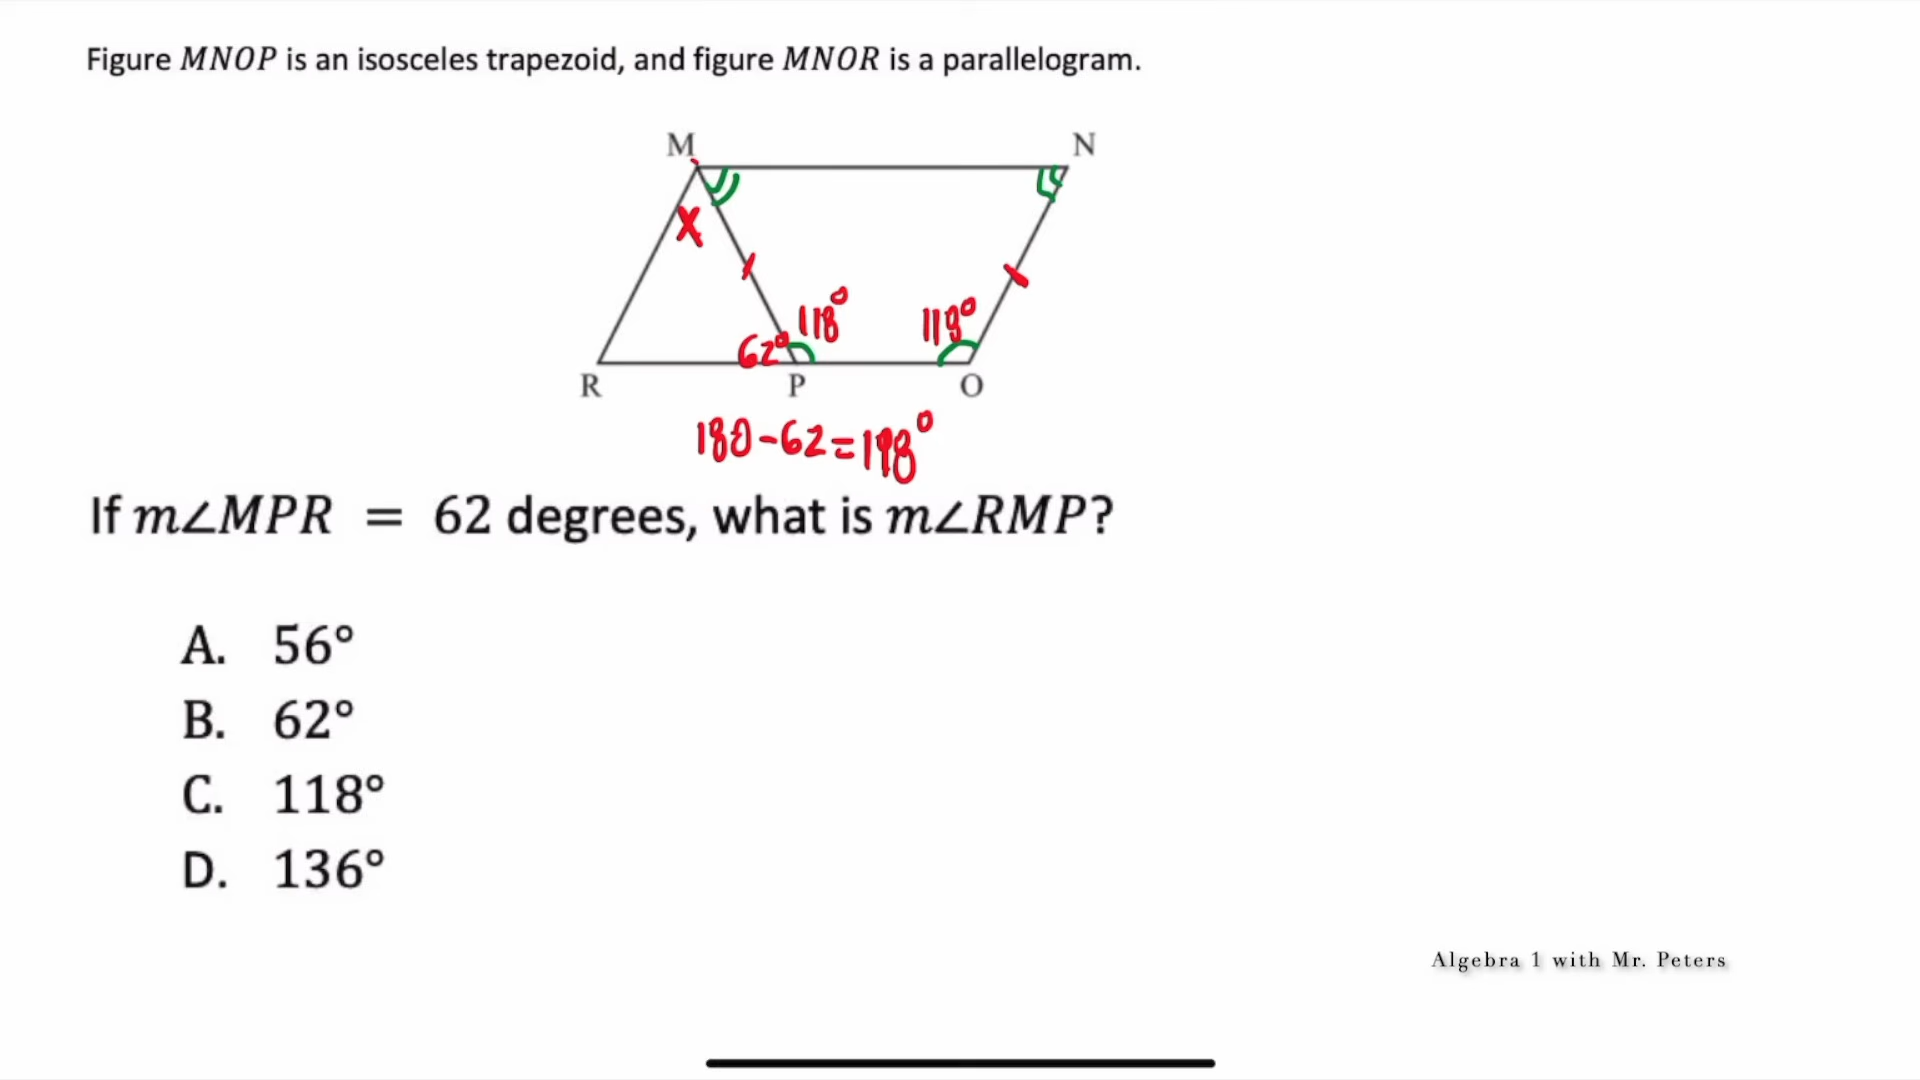 Figure MNOP is an isosceles trapezoid, and figure MNOR is a parallelogram.
M
N
X
118°
118°
62°
R
P
O
180-62=118°
If m∠MPR = 62 degrees, what is m∠RMP?
A. 56°
B. 62°
C. 118°
D. 136°
Algebra 1 with Mr. Peters